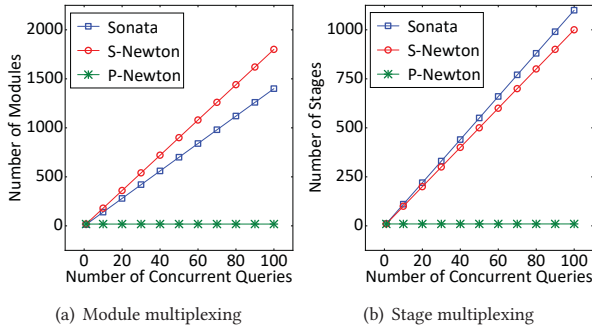 Sonata
S-Newton
P-Newton
2000
1500
1000
500
0
Number of Modules
0 20 40 60 80 100
Number of Concurrent Queries
(a) Module multiplexing
Sonata
S-Newton
P-Newton
1000
750
500
250
0
Number of Stages
0 20 40 60 80 100
Number of Concurrent Queries
(b) Stage multiplexing